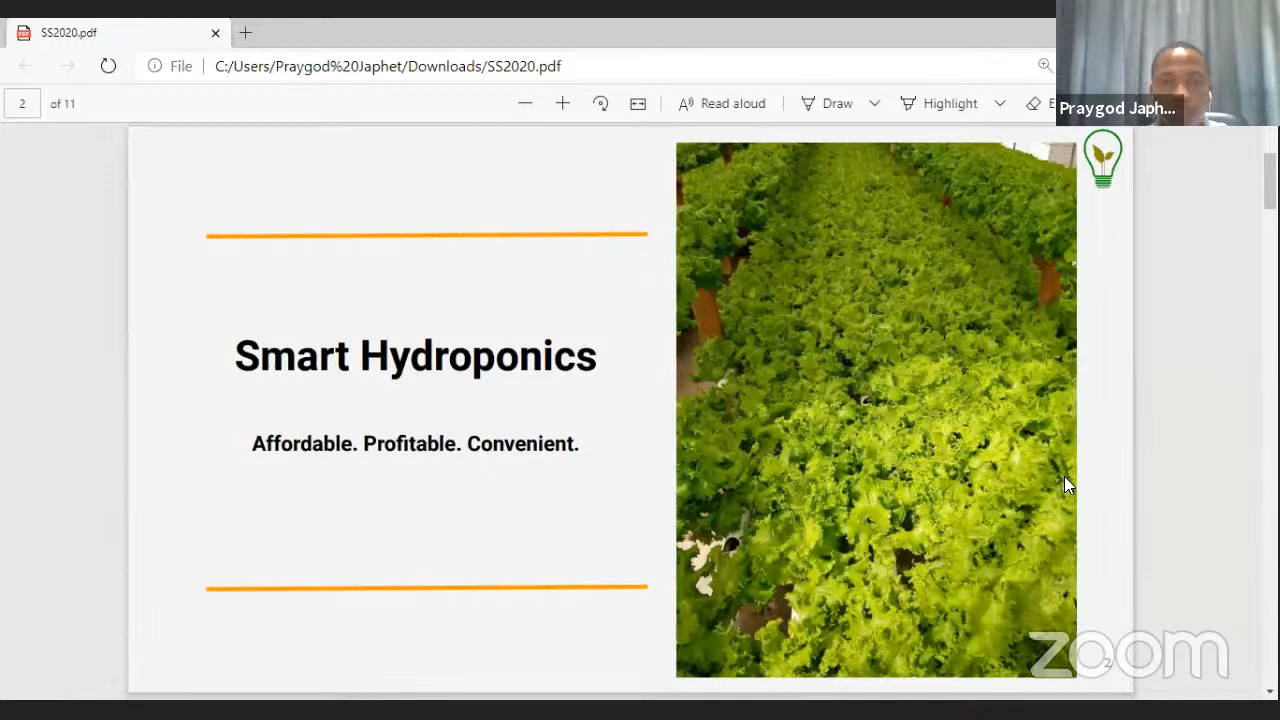 SS2020.pdf
File
C:/Users/Praygod%20Japhet/Downloads/SS2020.pdf
2 of 11
Read aloud
Draw
Highlight
E
Praygod Japh...
Smart Hydroponics
Affordable. Profitable. Convenient.
zoom
2